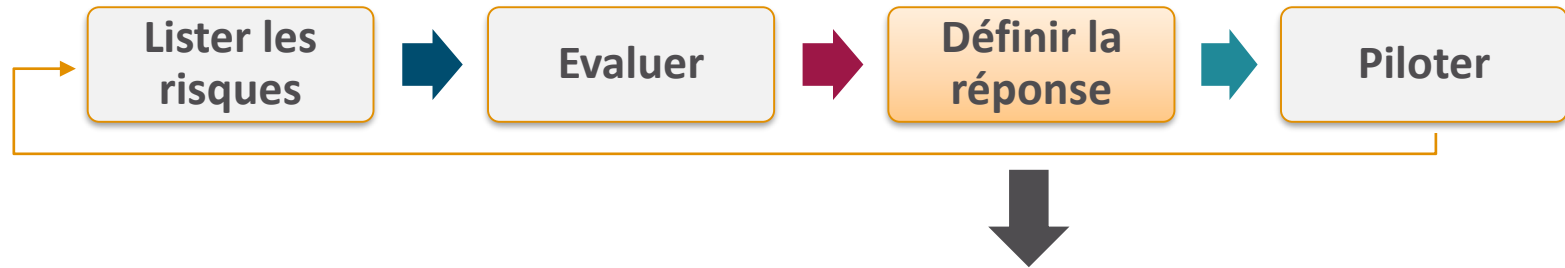 Lister les
risques
Evaluer
Définir la
réponse
Piloter